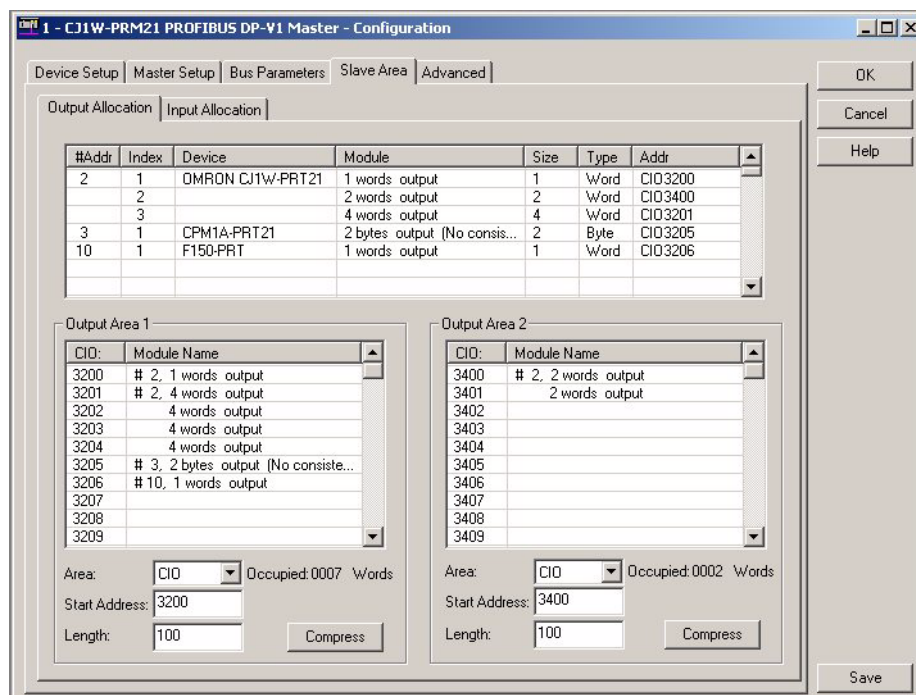 1 - CJ1W-PRM21 PROFIBUS DP-V1 Master - Configuration
Device Setup Master Setup Bus Parameters Slave Area Advanced
OK
Output Allocation Input Allocation
Cancel
Help
#Addr Index Device Module Size Type Addr
2 1 OMRON CJ1W-PRT21 1 words output 1 Word CIO3200
2 2 words output 2 Word CIO3400
3 4 words output 4 Word CIO3201
3 1 CPM1A-PRT21 2 bytes output (No consis... 2 Byte CIO3205
10 1 F150-PRT 1 words output 1 Word CIO3206
Output Area 1
CIO: Module Name
3200 # 2, 1 words output
3201 # 2, 4 words output
3202 4 words output
3203 4 words output
3204 4 words output
3205 # 3, 2 bytes output (No consiste...
3206 # 10, 1 words output
3207
3208
3209
Area: CIO Occupied:0007 Words
Start Address: 3200
Length: 100 Compress
Output Area 2
CIO: Module Name
3400 # 2, 2 words output
3401 2 words output
3402
3403
3404
3405
3406
3407
3408
3409
Area: CIO Occupied:0002 Words
Start Address: 3400
Length: 100 Compress
Save